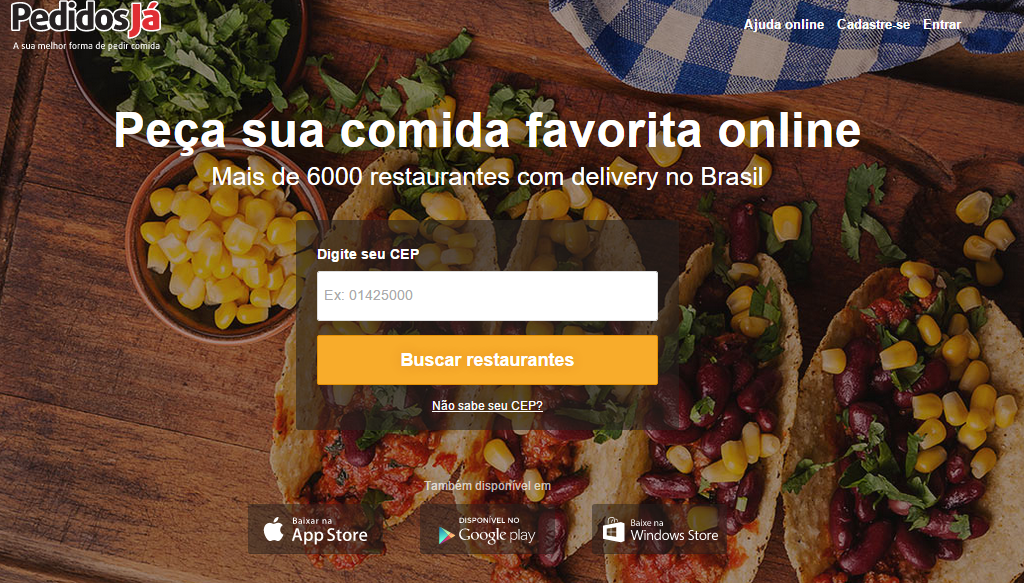 PedidosJá
A sua melhor forma de pedir comida
Ajuda online Cadastre-se Entrar
Peça sua comida favorita online
Mais de 6000 restaurantes com delivery no Brasil
Digite seu CEP
Ex: 01425000
Buscar restaurantes
Não sabe seu CEP?
Também disponível em
Baixar na
App Store
DISPONÍVEL NO
Google play
Baixe na
Windows Store